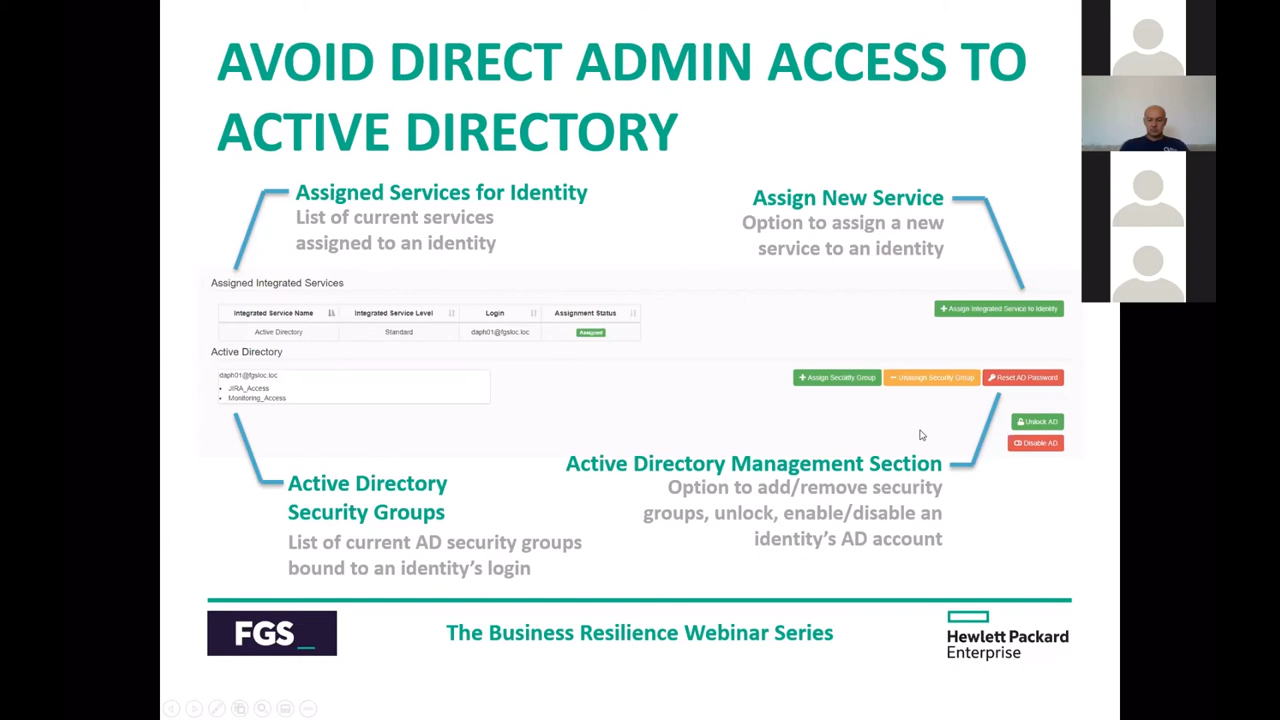 AVOID DIRECT ADMIN ACCESS TO
ACTIVE DIRECTORY
Assigned Services for Identity
List of current services
assigned to an identity
Assign New Service
Option to assign a new
service to an identity
Assigned Integrated Services
Assign Integrated Service to Identity
Integrated Service Name Integrated Service Level Login Assignment Status
Active Directory Standard daph01@fgsloc.loc Assigned
Active Directory
daph01@fgsloc.loc
• JIRA_Access
• Monitoring_Access
Assign Security Group Unassign Security Group Reset AD Password
Unlock AD
Disable AD
Active Directory
Security Groups
List of current AD security groups
bound to an identity's login
Active Directory Management Section
Option to add/remove security
groups, unlock, enable/disable an
identity's AD account
FGS_
The Business Resilience Webinar Series
Hewlett Packard
Enterprise